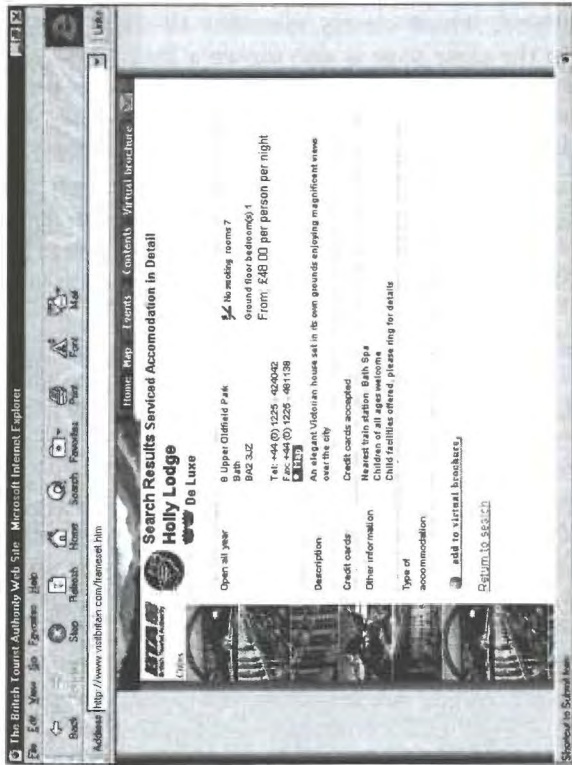 The British Tourist Authority Web Site Microsoft Internet Explorer
File Edit View Go Favorites Help
Back Stop Refresh Home Search Favorites Print Font Mail
Address http://www.visitbritain.com/frameset.htm Links
Home Map Events Contents Virtual brochure
British Tourist Authority
Search Results Serviced Accomodation in Detail
Holly Lodge
De Luxe
Open all year
8 Upper Oldfield Park
Bath
BA2 3JZ
Tel: +44 (0) 1225 - 424042
Fax: +44 (0) 1225 - 481138
Map
No smoking rooms 7
Ground floor bedroom(s) 1
From: £48.00 per person per night
Description An elegant Victorian house set in its own grounds enjoying magnificent views
over the city
Credit cards Credit cards accepted
Other information Nearest train station Bath Spa
Children of all ages welcome
Child facilities offered, please ring for details
Type of
accommodation
add to virtual brochure
Return to search
Shortcut to